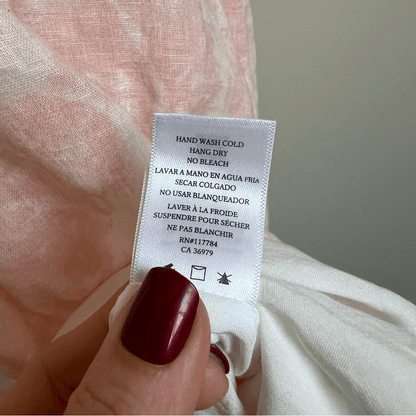 HAND WASH COLD
HANG DRY
NO BLEACH
LAVAR A MANO EN AGUA FRIA
SECAR COLGADO
NO USAR BLANQUEADOR
LAVER À LA FROIDE
SUSPENDRE POUR SÉCHER
NE PAS BLANCHIR
RN#117784
CA 36979